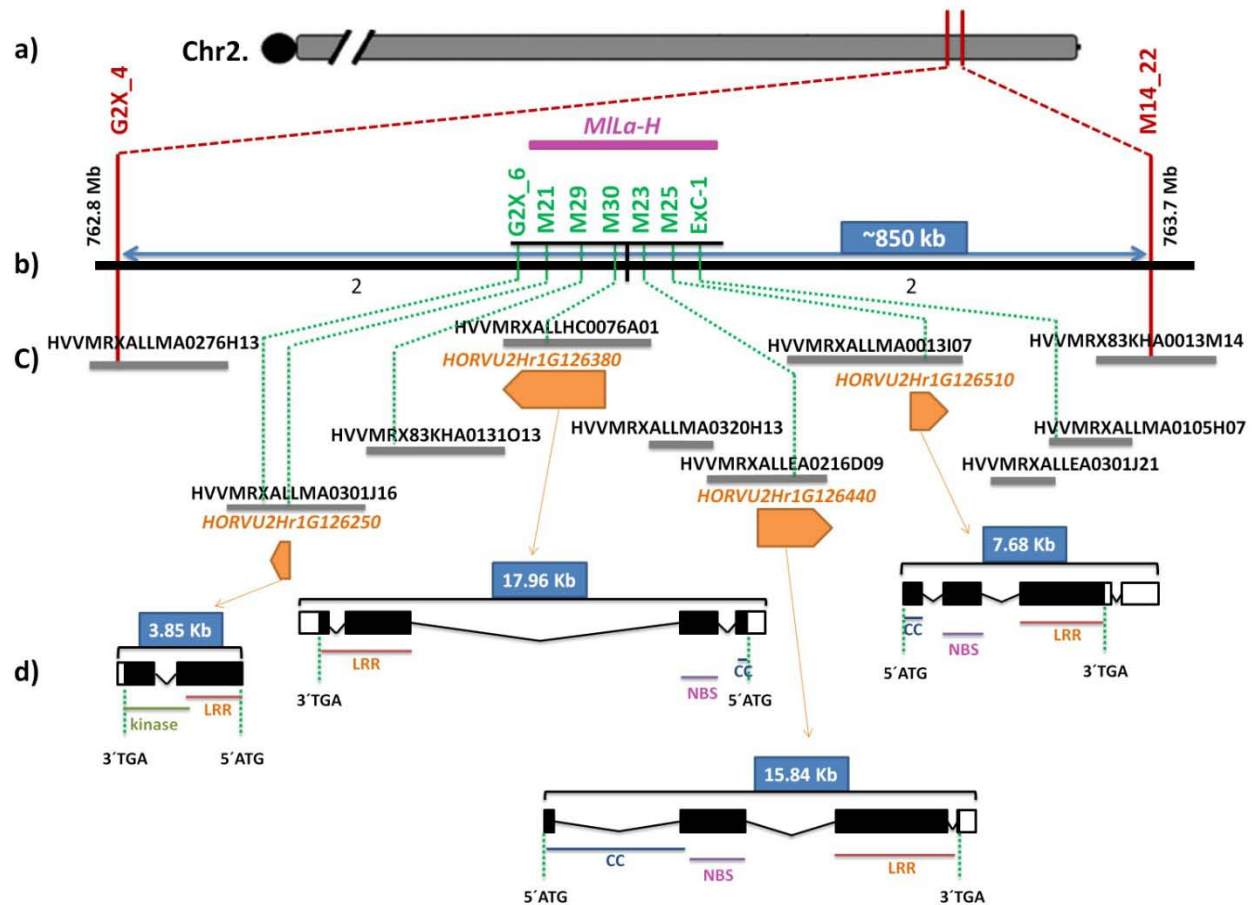 a)
Chr2.
G2X_4
M14_22
MlLa-H
762.8 Mb
763.7 Mb
G2X_6
M21
M29
M30
M23
M25
ExC-1
~850 kb
b)
2
2
C)
HVVMRXALLMA0276H13
HVVMRXALLHC0076A01
HORVU2Hr1G126380
HVVMRXALLMA0013I07
HORVU2Hr1G126510
HVVMRX83KHA0013M14
HVVMRX83KHA0131O13
HVVMRXALLMA0320H13
HVVMRXALLMA0105H07
HVVMRXALLEA0216D09
HORVU2Hr1G126440
HVVMRXALLEA0301J21
HVVMRXALLMA0301J16
HORVU2Hr1G126250
d)
3.85 Kb
kinase
LRR
3´TGA
5´ATG
17.96 Kb
LRR
NBS
CC
3´TGA
5´ATG
7.68 Kb
CC
NBS
LRR
5´ATG
3´TGA
15.84 Kb
CC
NBS
LRR
5´ATG
3´TGA